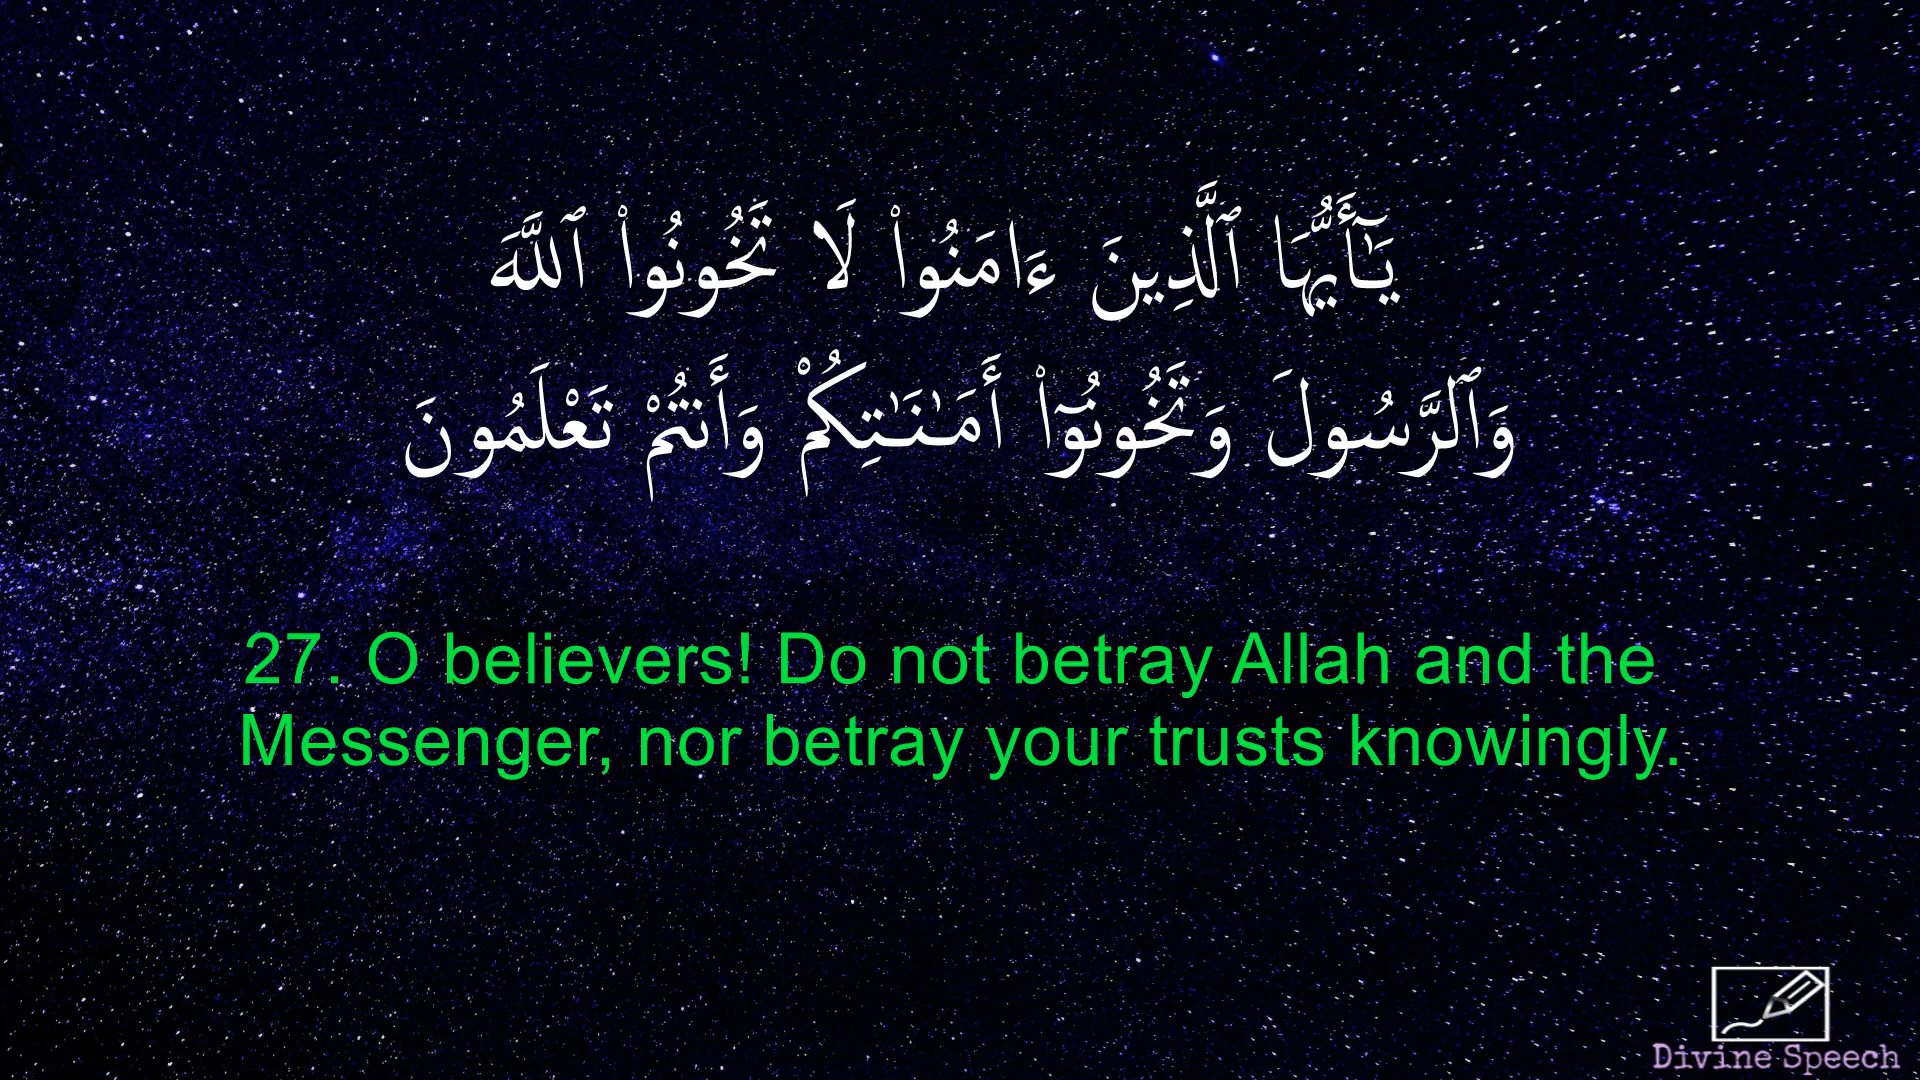 يَـٰٓأَيُّهَا ٱلَّذِينَ ءَامَنُوا۟ لَا تَخُونُوا۟ ٱللَّهَ
وَٱلرَّسُولَ وَتَخُونُوٓا۟ أَمَـٰنَـٰتِكُمْ وَأَنتُمْ تَعْلَمُونَ
27. O believers! Do not betray Allah and the
Messenger, nor betray your trusts knowingly.
Divine Speech